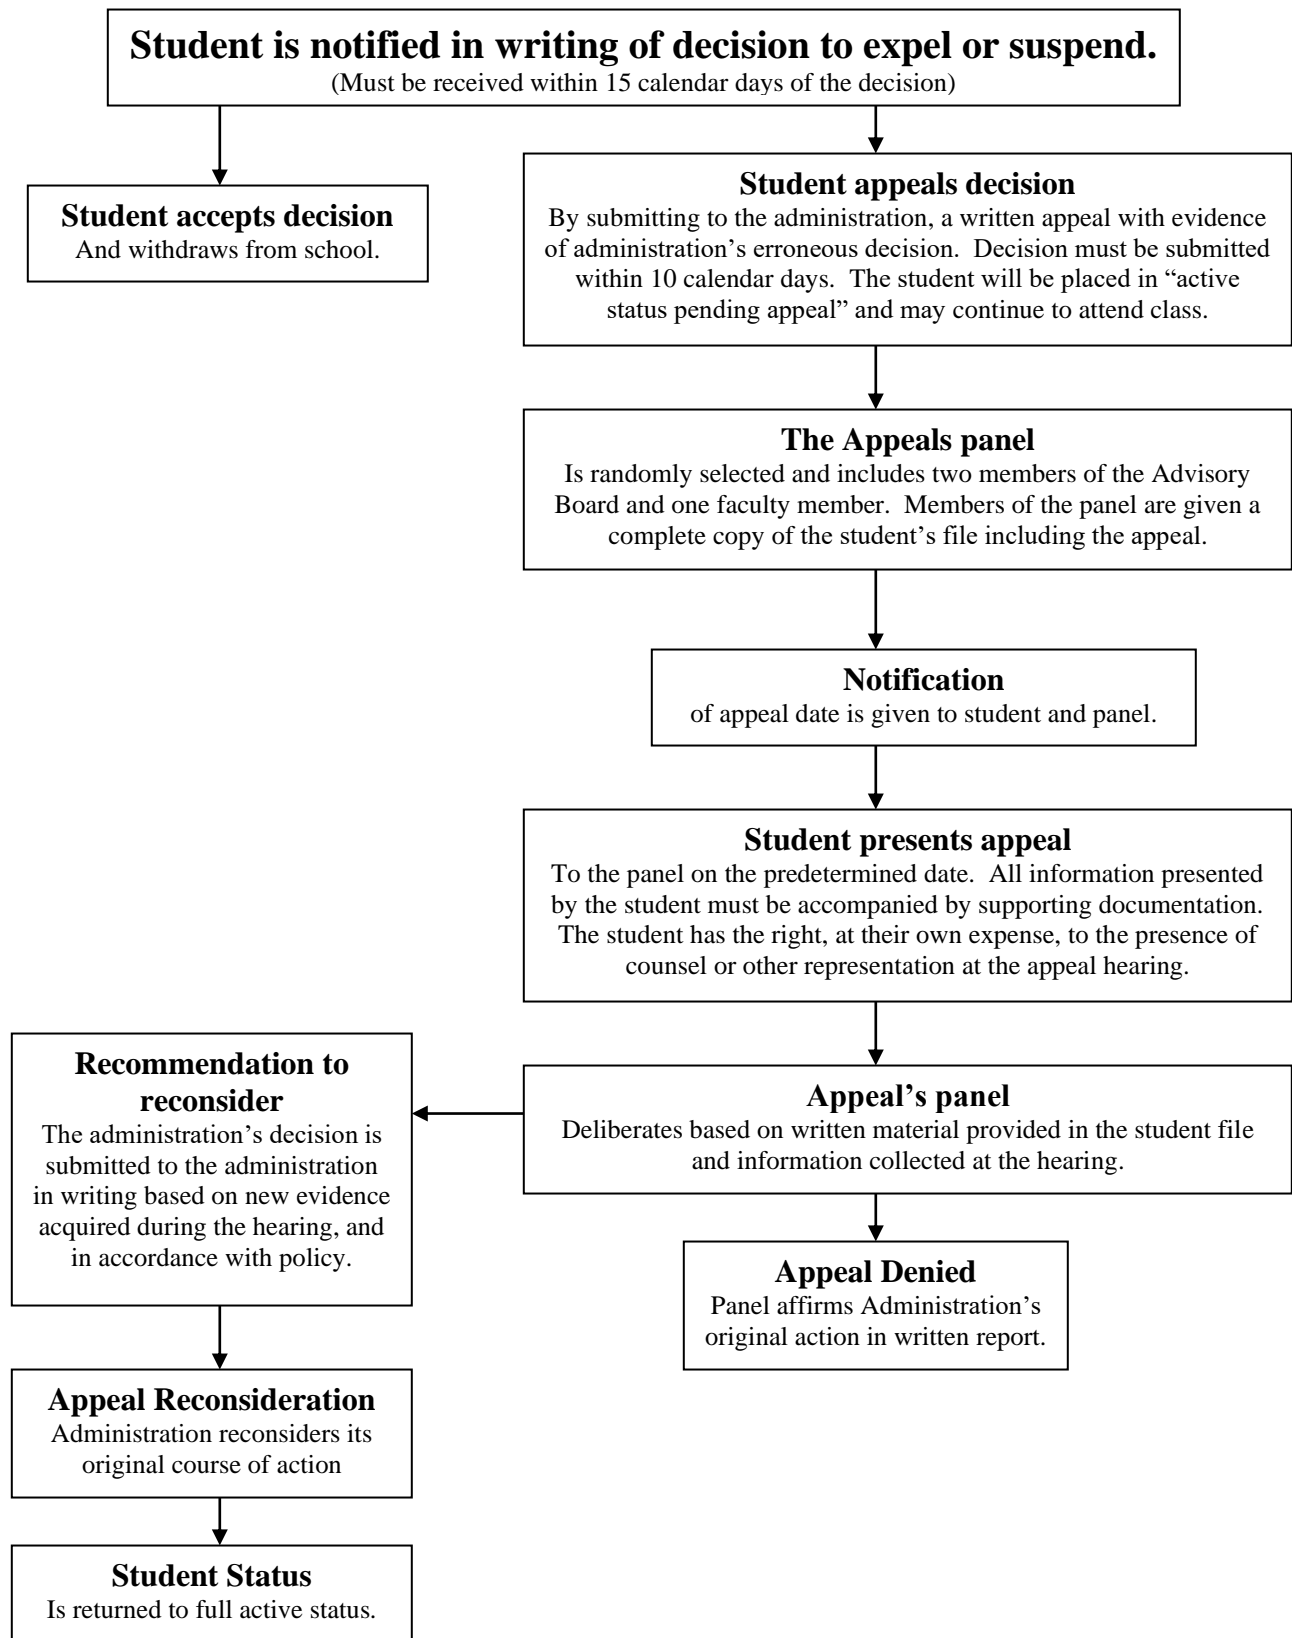 Student is notified in writing of decision to expel or suspend.
(Must be received within 15 calendar days of the decision)
Student accepts decision
And withdraws from school.
Student appeals decision
By submitting to the administration, a written appeal with evidence
of administration’s erroneous decision.  Decision must be submitted
within 10 calendar days.  The student will be placed in “active
status pending appeal” and may continue to attend class.
The Appeals panel
Is randomly selected and includes two members of the Advisory
Board and one faculty member.  Members of the panel are given a
complete copy of the student’s file including the appeal.
Notification
of appeal date is given to student and panel.
Student presents appeal
To the panel on the predetermined date.  All information presented
by the student must be accompanied by supporting documentation.
The student has the right, at their own expense, to the presence of
counsel or other representation at the appeal hearing.
Appeal’s panel
Deliberates based on written material provided in the student file
and information collected at the hearing.
Recommendation to
reconsider
The administration’s decision is
submitted to the administration
in writing based on new evidence
acquired during the hearing, and
in accordance with policy.
Appeal Denied
Panel affirms Administration’s
original action in written report.
Appeal Reconsideration
Administration reconsiders its
original course of action
Student Status
Is returned to full active status.